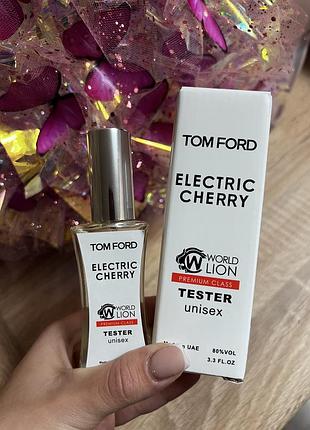 TOM FORD
ELECTRIC
CHERRY
W WORLD
LION
PREMIUM CLASS
TESTER
unisex
TOM FORD
ELECTRIC
CHERRY
W WORLD
LION
PREMIUM CLASS
TESTER
unisex
UAE 80%VOL
3.3 FL.OZ